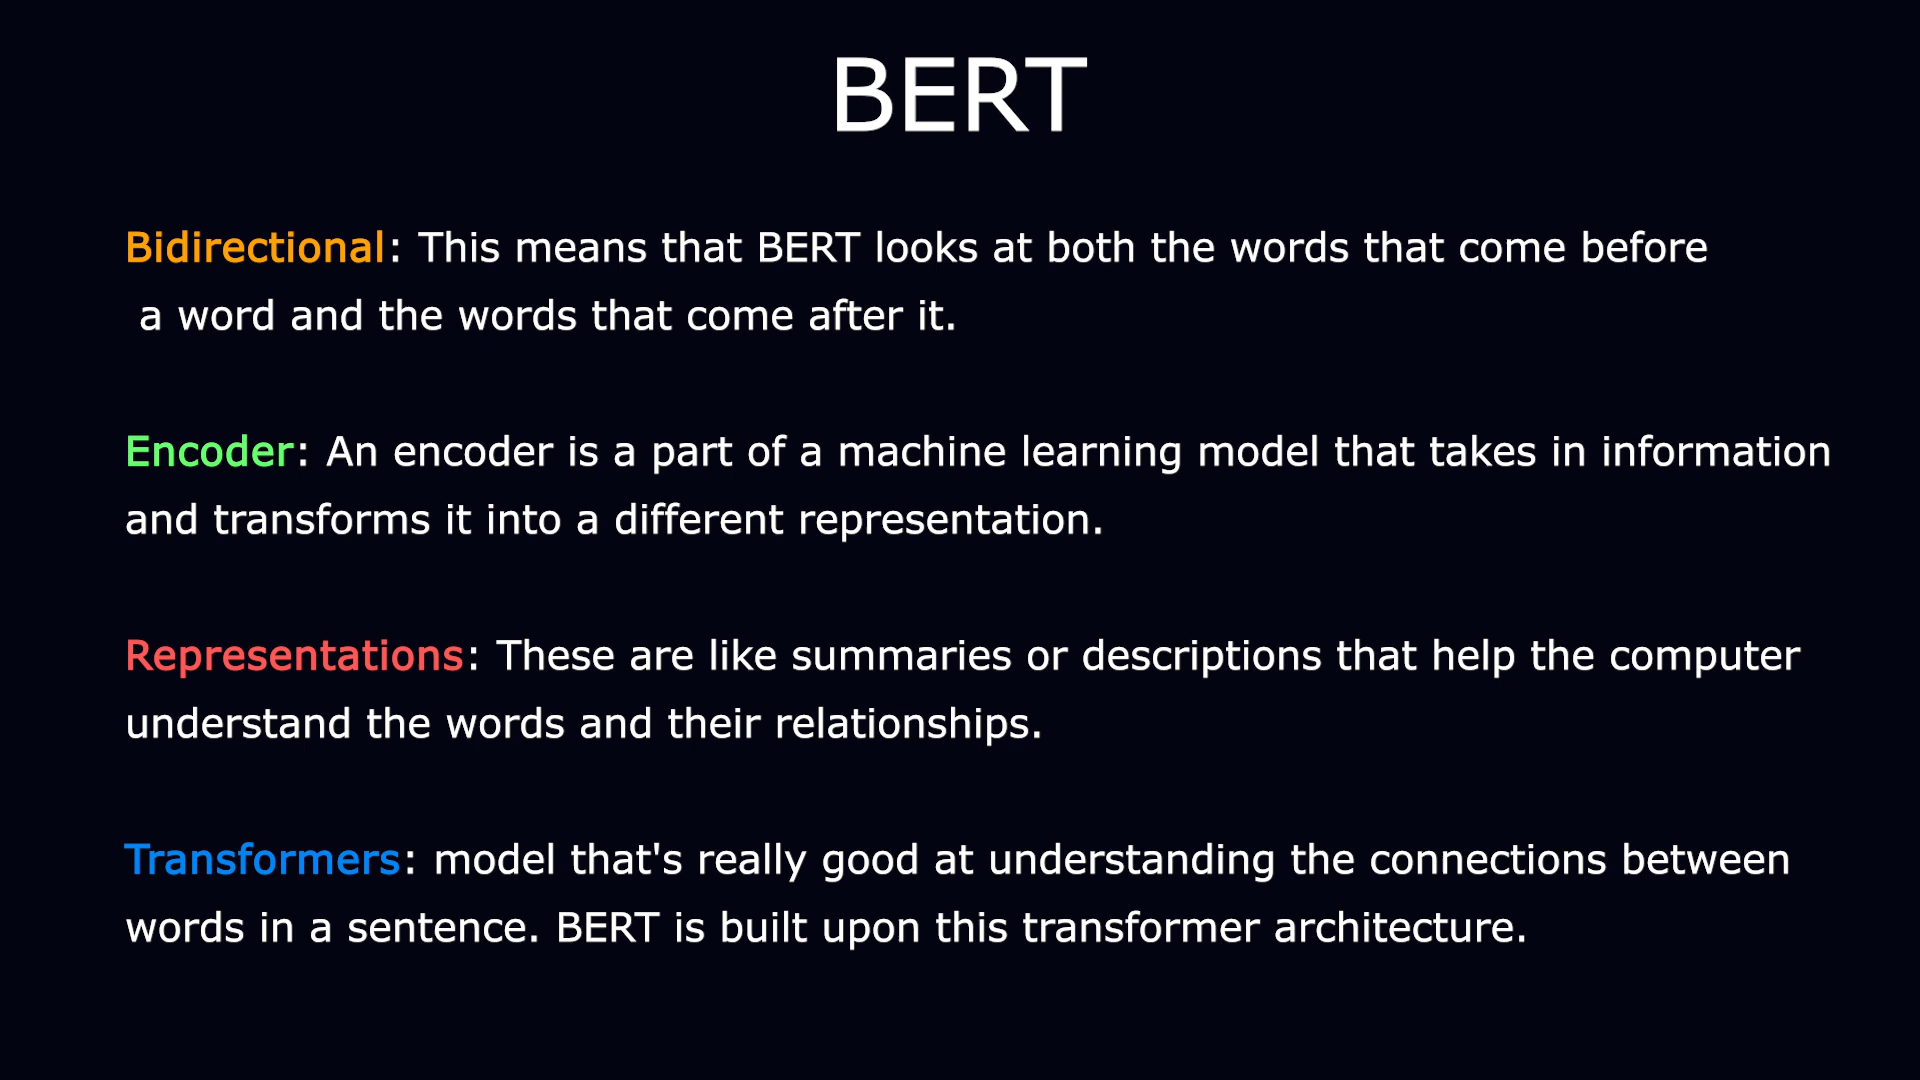 BERT
Bidirectional: This means that BERT looks at both the words that come before
a word and the words that come after it.
Encoder: An encoder is a part of a machine learning model that takes in information
and transforms it into a different representation.
Representations: These are like summaries or descriptions that help the computer
understand the words and their relationships.
Transformers: model that's really good at understanding the connections between
words in a sentence. BERT is built upon this transformer architecture.